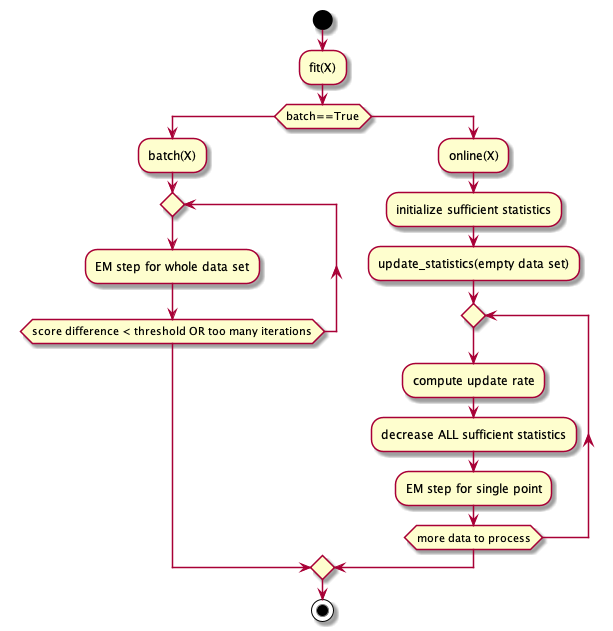 fit(X)
batch==True
batch(X)
EM step for whole data set
score difference < threshold OR too many iterations
online(X)
initialize sufficient statistics
update_statistics(empty data set)
compute update rate
decrease ALL sufficient statistics
EM step for single point
more data to process